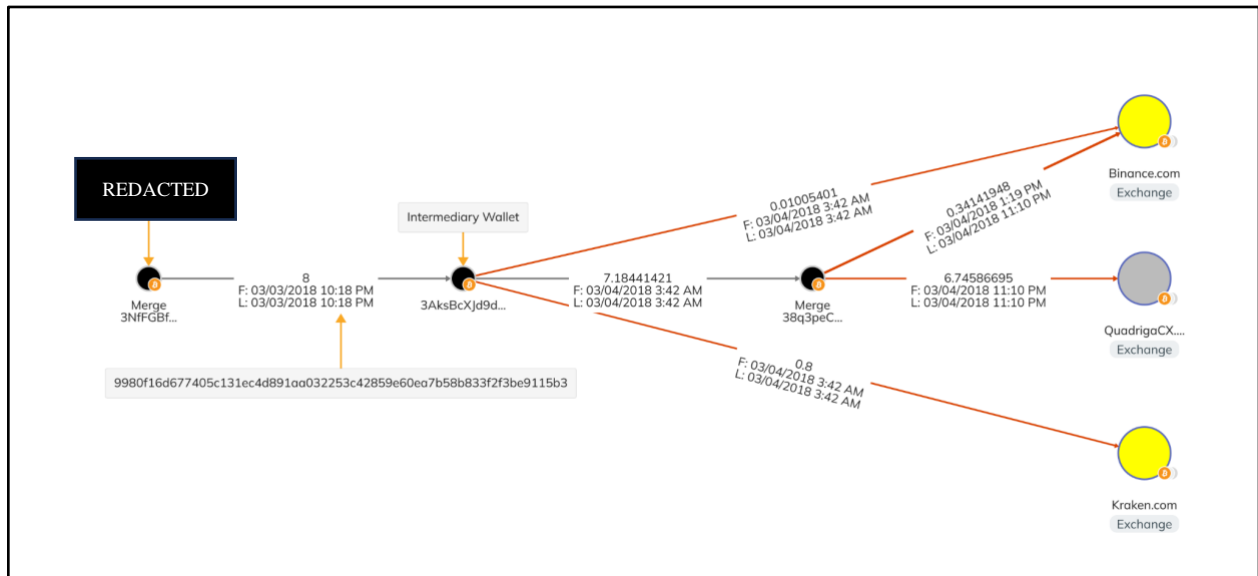 REDACTED
Intermediary Wallet
Merge
3NfFGBf...
8
F: 03/03/2018 10:18 PM
L: 03/03/2018 10:18 PM
9980f16d677405c131ec4d891aa032253c42859e60ea7b58b833f2f3be9115b3
3AksBcXJd9d...
0.01005401
F: 03/04/2018 3:42 AM
L: 03/04/2018 3:42 AM
7.18441421
F: 03/04/2018 3:42 AM
L: 03/04/2018 3:42 AM
0.8
F: 03/04/2018 3:42 AM
L: 03/04/2018 3:42 AM
Merge
38q3peC...
0.34141948
F: 03/04/2018 1:19 PM
L: 03/04/2018 11:10 PM
6.74586695
F: 03/04/2018 11:10 PM
L: 03/04/2018 11:10 PM
Binance.com
Exchange
QuadrigaCX....
Exchange
Kraken.com
Exchange